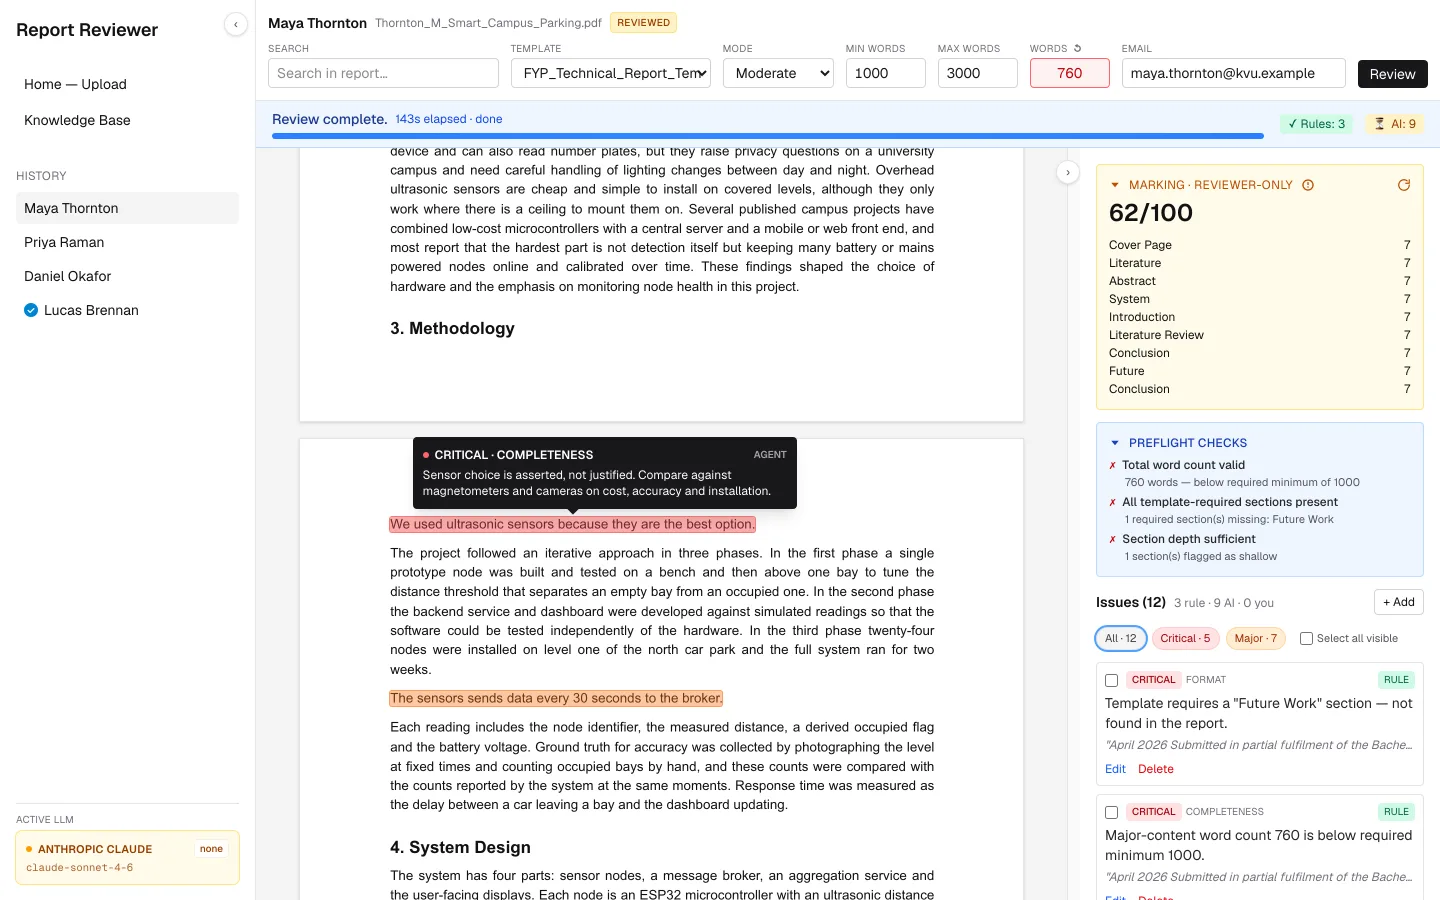 Report Reviewer
Home — Upload
Knowledge Base
HISTORY
Maya Thornton
Priya Raman
Daniel Okafor
Lucas Brennan
ACTIVE LLM
ANTHROPIC CLAUDE none
claude-sonnet-4-6
Maya Thornton Thornton_M_Smart_Campus_Parking.pdf REVIEWED
SEARCH TEMPLATE MODE MIN WORDS MAX WORDS WORDS EMAIL
Search in report... FYP_Technical_Report_Tem Moderate 1000 3000 760 maya.thornton@kvu.example Review
Review complete. 143s elapsed · done
✓ Rules: 3 ⏳ AI: 9
device and can also read number plates, but they raise privacy questions on a university
campus and need careful handling of lighting changes between day and night. Overhead
ultrasonic sensors are cheap and simple to install on covered levels, although they only
work where there is a ceiling to mount them on. Several published campus projects have
combined low-cost microcontrollers with a central server and a mobile or web front end, and
most report that the hardest part is not detection itself but keeping many battery or mains
powered nodes online and calibrated over time. These findings shaped the choice of
hardware and the emphasis on monitoring node health in this project.
3. Methodology
CRITICAL · COMPLETENESS AGENT
Sensor choice is asserted, not justified. Compare against
magnetometers and cameras on cost, accuracy and installation.
We used ultrasonic sensors because they are the best option.
The project followed an iterative approach in three phases. In the first phase a single
prototype node was built and tested on a bench and then above one bay to tune the
distance threshold that separates an empty bay from an occupied one. In the second phase
the backend service and dashboard were developed against simulated readings so that the
software could be tested independently of the hardware. In the third phase twenty-four
nodes were installed on level one of the north car park and the full system ran for two
weeks.
The sensors sends data every 30 seconds to the broker.
Each reading includes the node identifier, the measured distance, a derived occupied flag
and the battery voltage. Ground truth for accuracy was collected by photographing the level
at fixed times and counting occupied bays by hand, and these counts were compared with
the counts reported by the system at the same moments. Response time was measured as
the delay between a car leaving a bay and the dashboard updating.
4. System Design
The system has four parts: sensor nodes, a message broker, an aggregation service and
the user-facing displays. Each node is an ESP32 microcontroller with an ultrasonic distance
MARKING · REVIEWER-ONLY
62/100
Cover Page 7
Literature 7
Abstract 7
System 7
Introduction 7
Literature Review 7
Conclusion 7
Future 7
Conclusion 7
PREFLIGHT CHECKS
✗ Total word count valid
760 words — below required minimum of 1000
✗ All template-required sections present
1 required section(s) missing: Future Work
✗ Section depth sufficient
1 section(s) flagged as shallow
Issues (12) 3 rule · 9 AI · 0 you + Add
All · 12 Critical · 5 Major · 7 Select all visible
CRITICAL FORMAT RULE
Template requires a "Future Work" section — not
found in the report.
"April 2026 Submitted in partial fulfilment of the Bache...
Edit Delete
CRITICAL COMPLETENESS RULE
Major-content word count 760 is below required
minimum 1000.
"April 2026 Submitted in partial fulfilment of the Bache...
Edit Delete